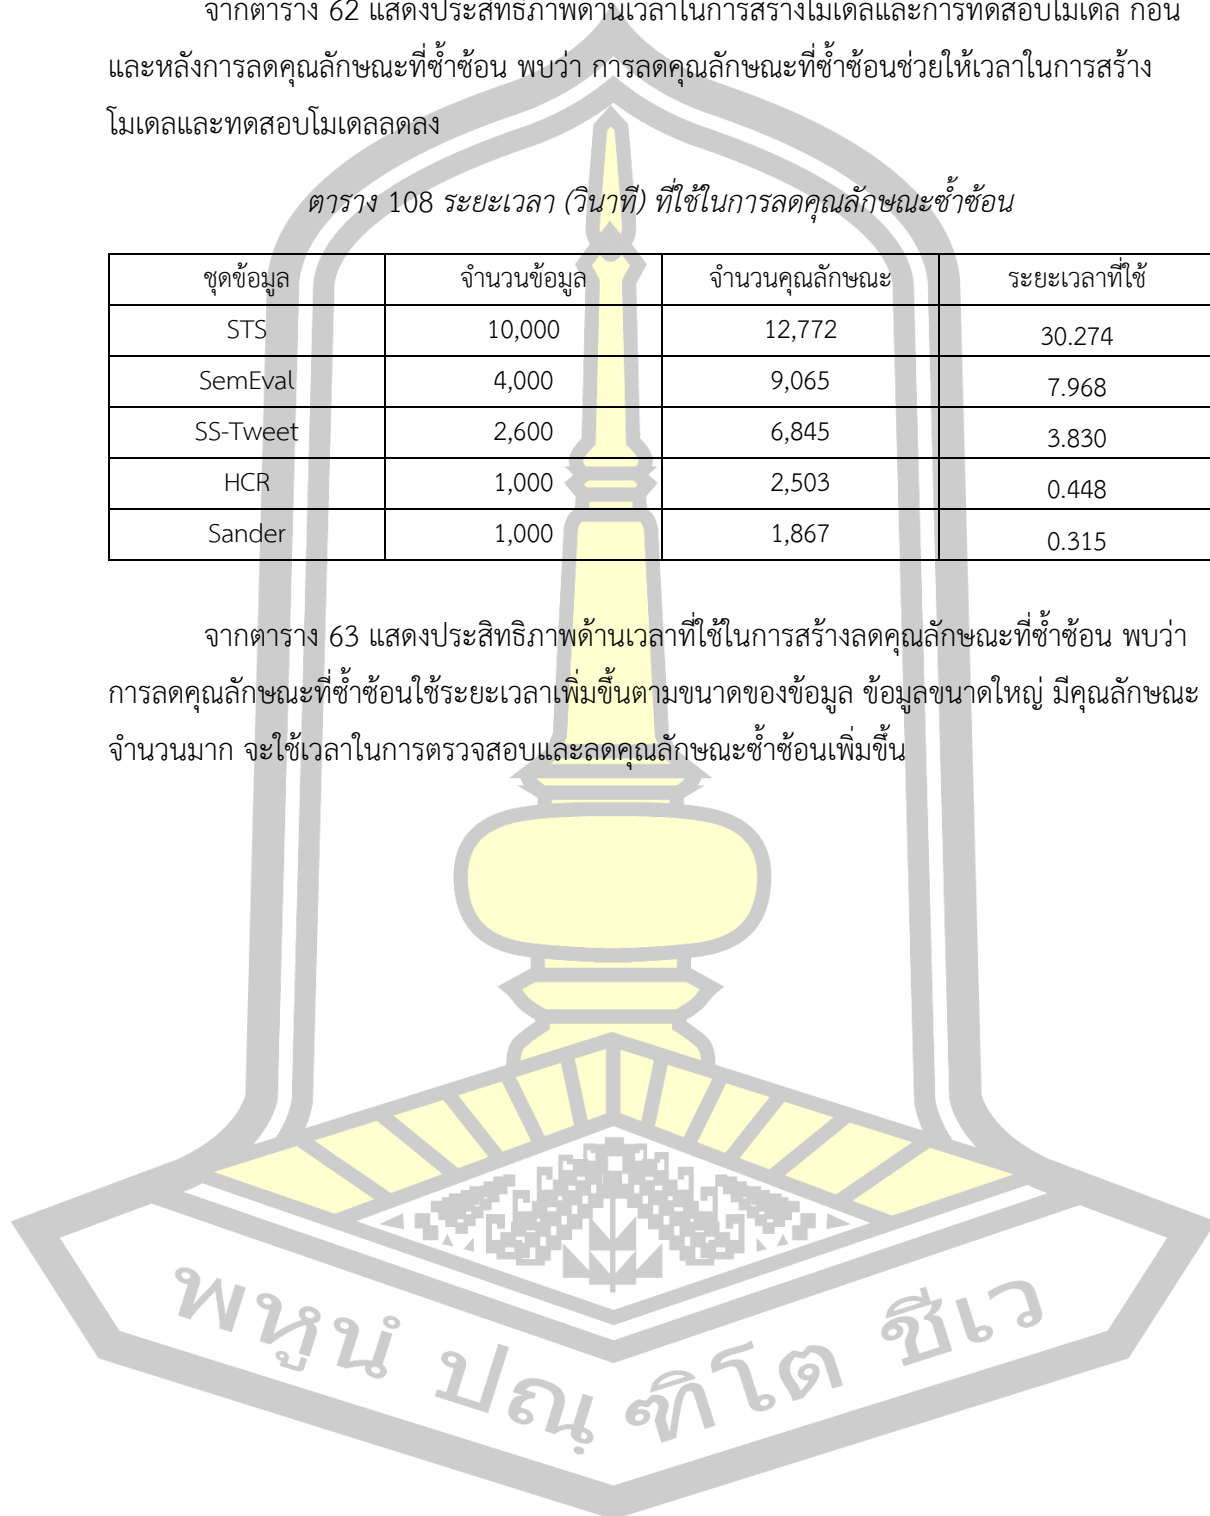 จากตาราง 62 แสดงประสิทธิภาพด้านเวลาในการสร้างโมเดลและการทดสอบโมเดล ก่อน
และหลังการลดคุณลักษณะที่ซ้ำซ้อน พบว่า การลดคุณลักษณะที่ซ้ำซ้อนช่วยให้เวลาในการสร้าง
โมเดลและทดสอบโมเดลลดลง
ตาราง 108 ระยะเวลา (วินาที) ที่ใช้ในการลดคุณลักษณะซ้ำซ้อน
ชุดข้อมูล จำนวนข้อมูล จำนวนคุณลักษณะ ระยะเวลาที่ใช้
STS 10,000 12,772 30.274
SemEval 4,000 9,065 7.968
SS-Tweet 2,600 6,845 3.830
HCR 1,000 2,503 0.448
Sander 1,000 1,867 0.315
จากตาราง 63 แสดงประสิทธิภาพด้านเวลาที่ใช้ในการสร้างลดคุณลักษณะที่ซ้ำซ้อน พบว่า
การลดคุณลักษณะที่ซ้ำซ้อนใช้ระยะเวลาเพิ่มขึ้นตามขนาดของข้อมูล ข้อมูลขนาดใหญ่ มีคุณลักษณะ
จำนวนมาก จะใช้เวลาในการตรวจสอบและลดคุณลักษณะซ้ำซ้อนเพิ่มขึ้น
พหูนํ ปณฺฑิโต ชีเว